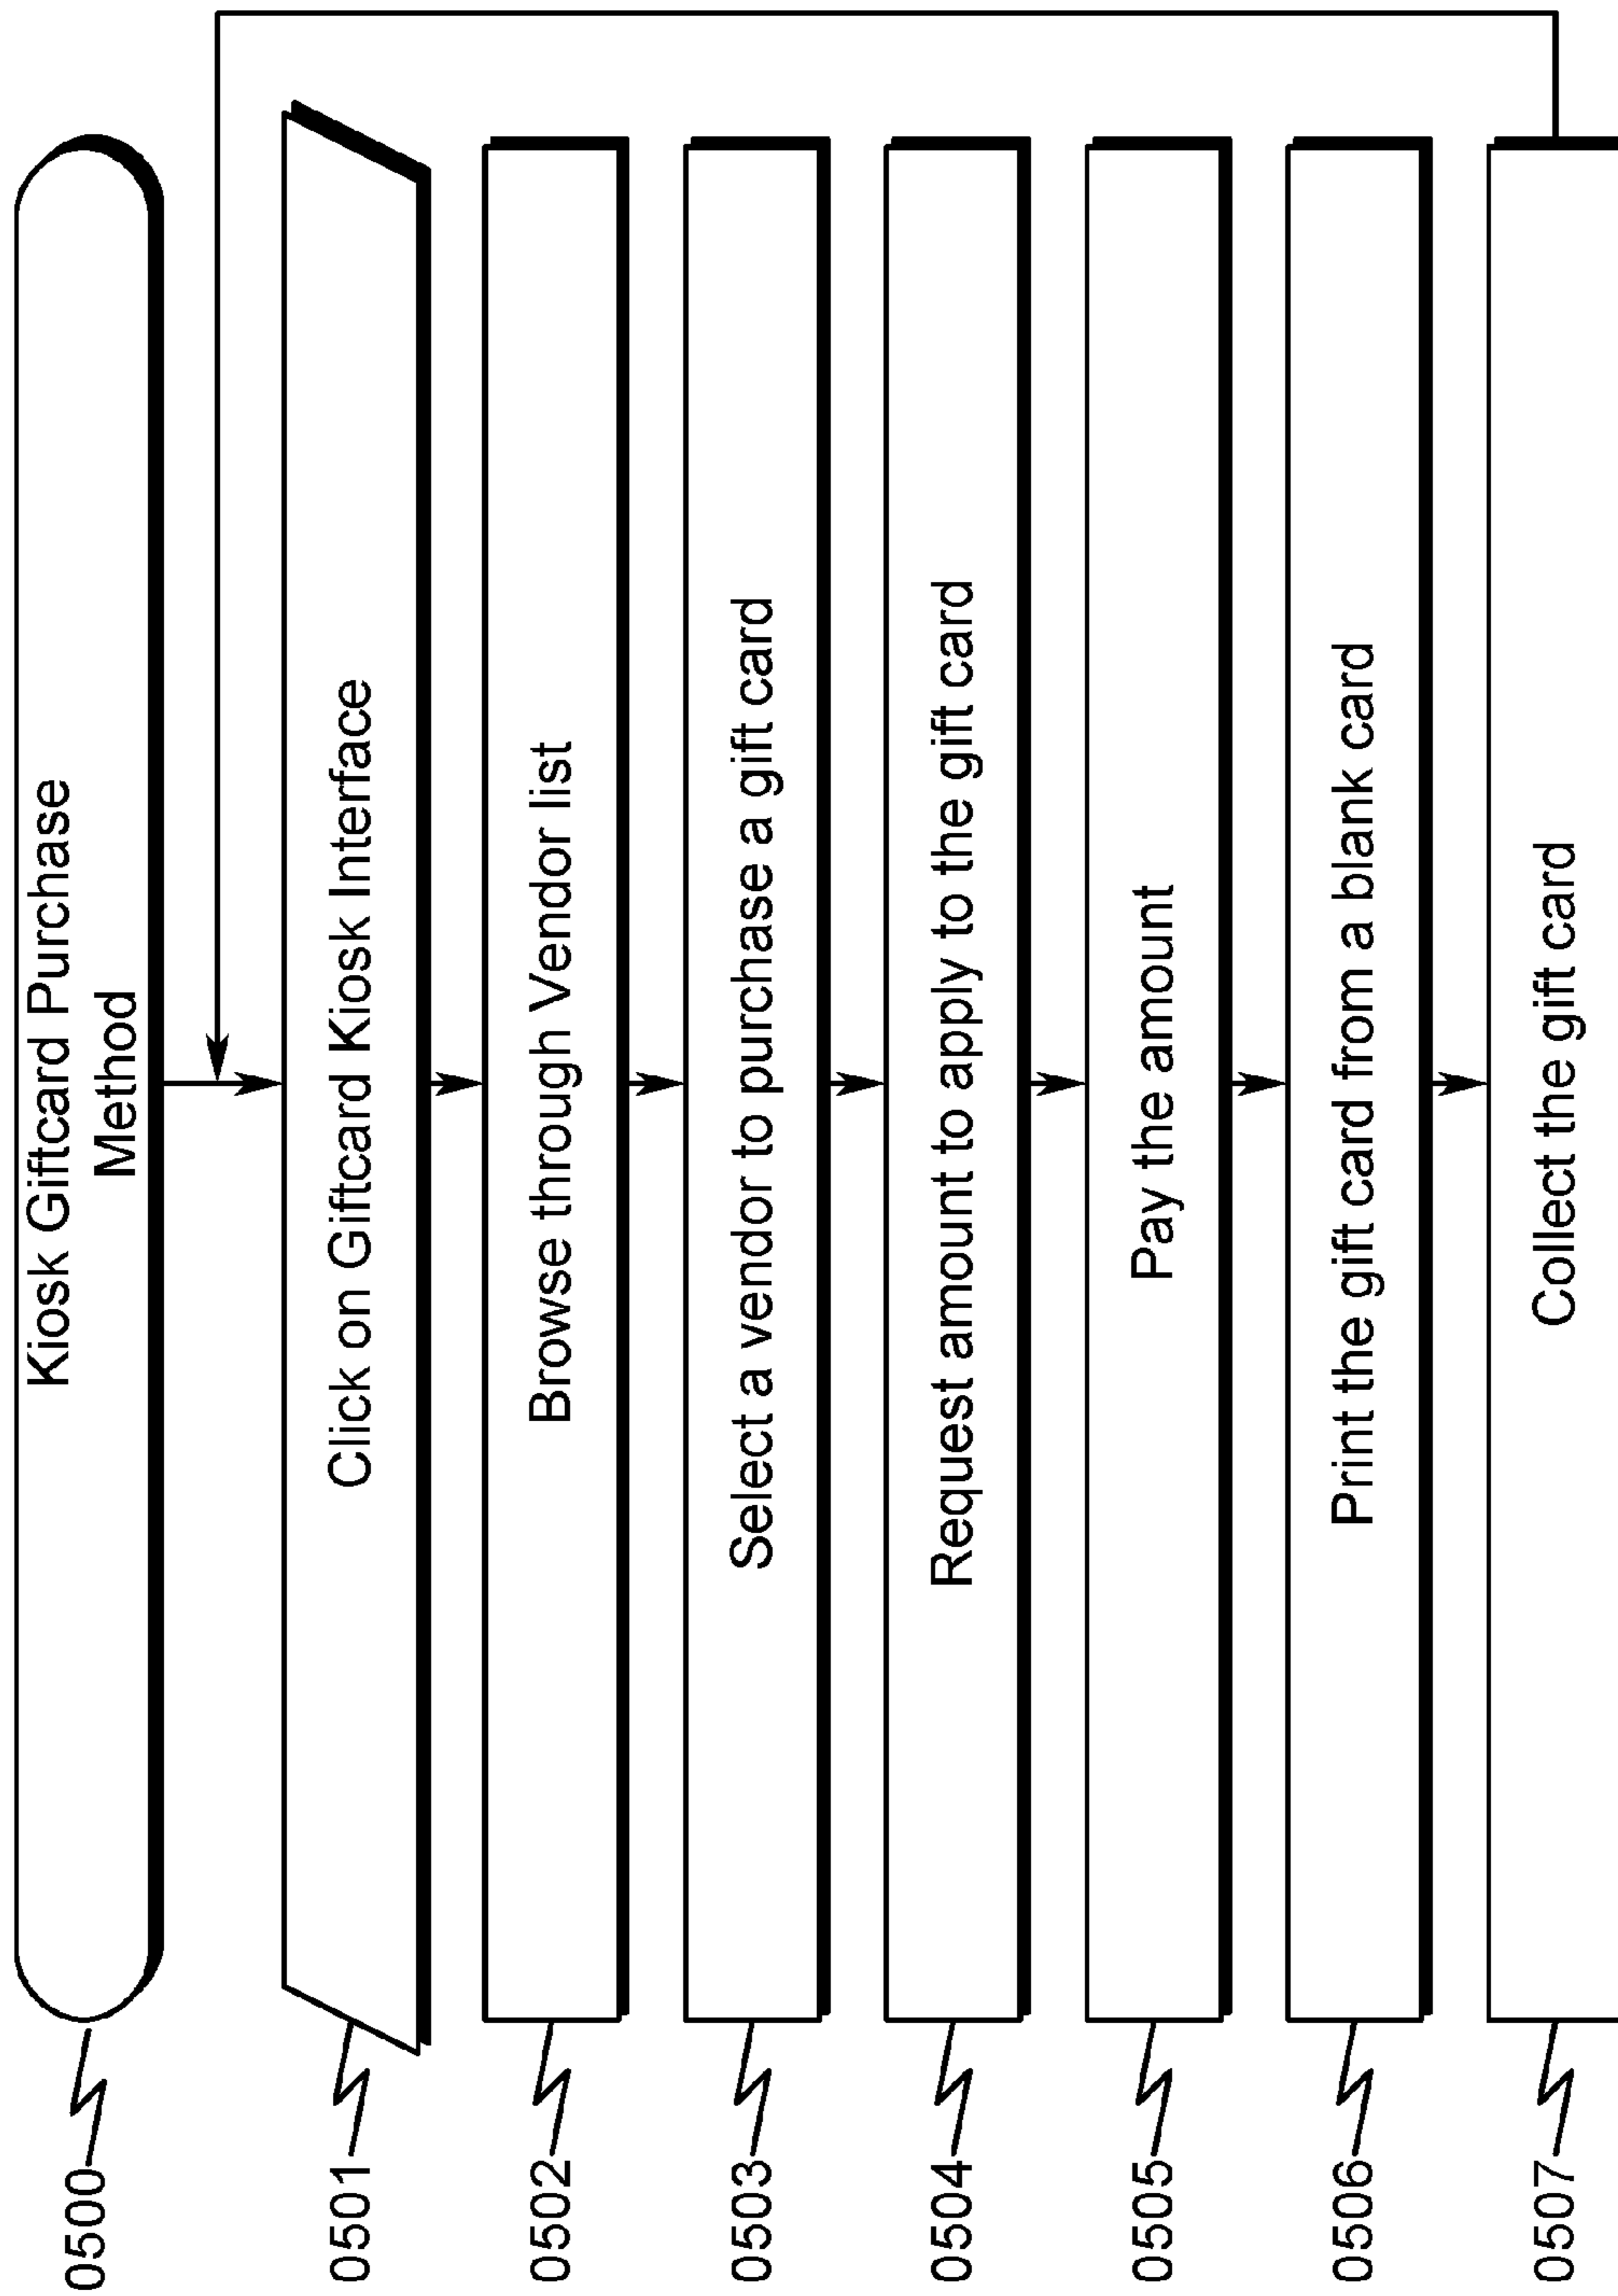 0500
Kiosk Giftcard Purchase
Method
0501
Click on Giftcard Kiosk Interface
0502
Browse through Vendor list
0503
Select a vendor to purchase a gift card
0504
Request amount to apply to the gift card
0505
Pay the amount
0506
Print the gift card from a blank card
0507
Collect the gift card